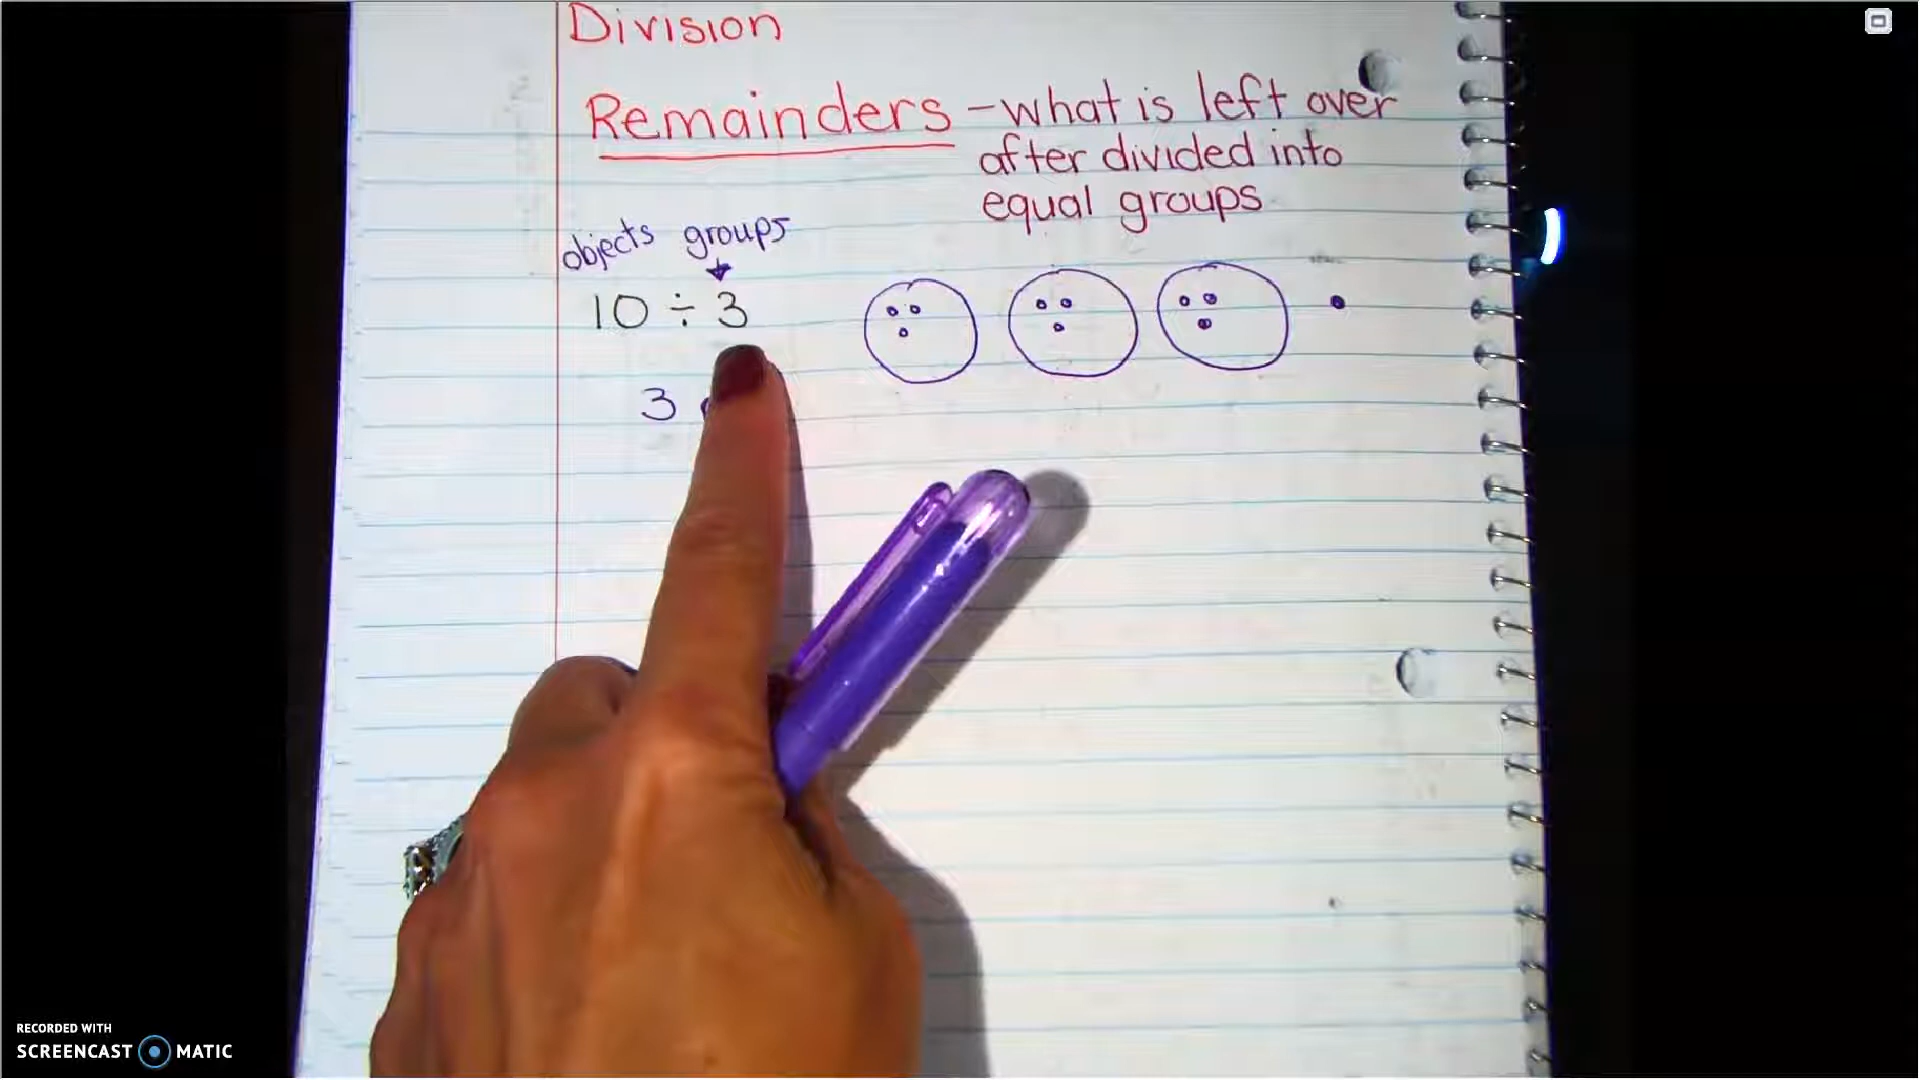 Division
Remainders - what is left over
after divided into
equal groups
objects groups
10 ÷ 3
3
RECORDED WITH
SCREENCAST MATIC